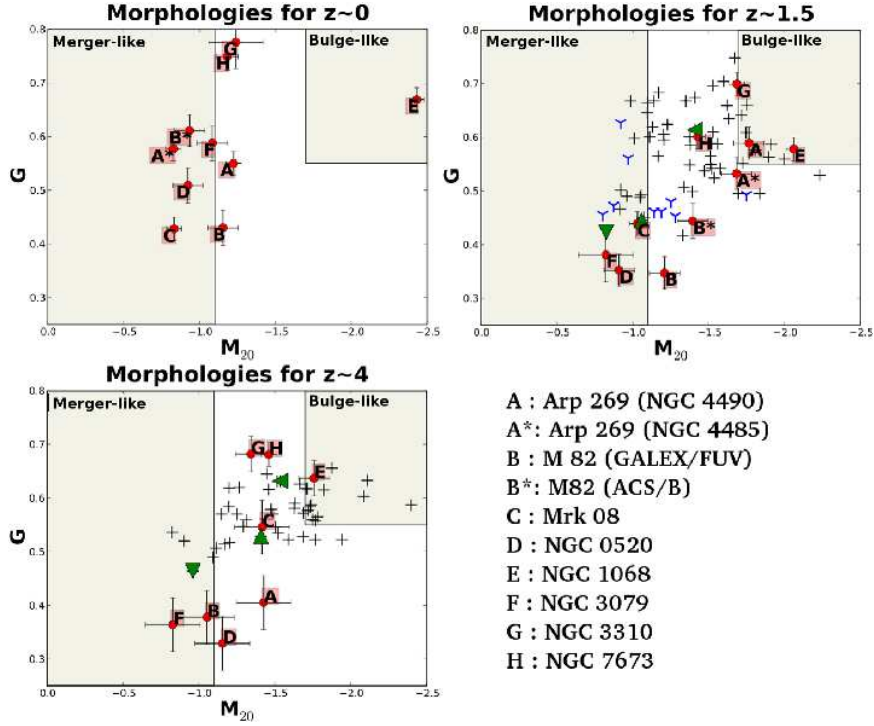 Morphologies for z~0
Merger-like
Bulge-like
G
H
E
B*
A*
F
A
D
C
B
0.8
0.7
0.6
0.5
0.4
0.3
G
0.0
−0.5
−1.0
−1.5
−2.0
−2.5
M20
Morphologies for z~1.5
Merger-like
Bulge-like
G
H
A
E
A*
C
B*
F
D
B
0.8
0.7
0.6
0.5
0.4
0.3
G
0.0
−0.5
−1.0
−1.5
−2.0
−2.5
M20
Morphologies for z~4
Merger-like
Bulge-like
G
H
E
C
A
B
F
D
0.8
0.7
0.6
0.5
0.4
0.3
G
0.0
−0.5
−1.0
−1.5
−2.0
−2.5
M20
A : Arp 269 (NGC 4490)
A*: Arp 269 (NGC 4485)
B : M 82 (GALEX/FUV)
B*: M82 (ACS/B)
C : Mrk 08
D : NGC 0520
E : NGC 1068
F : NGC 3079
G : NGC 3310
H : NGC 7673